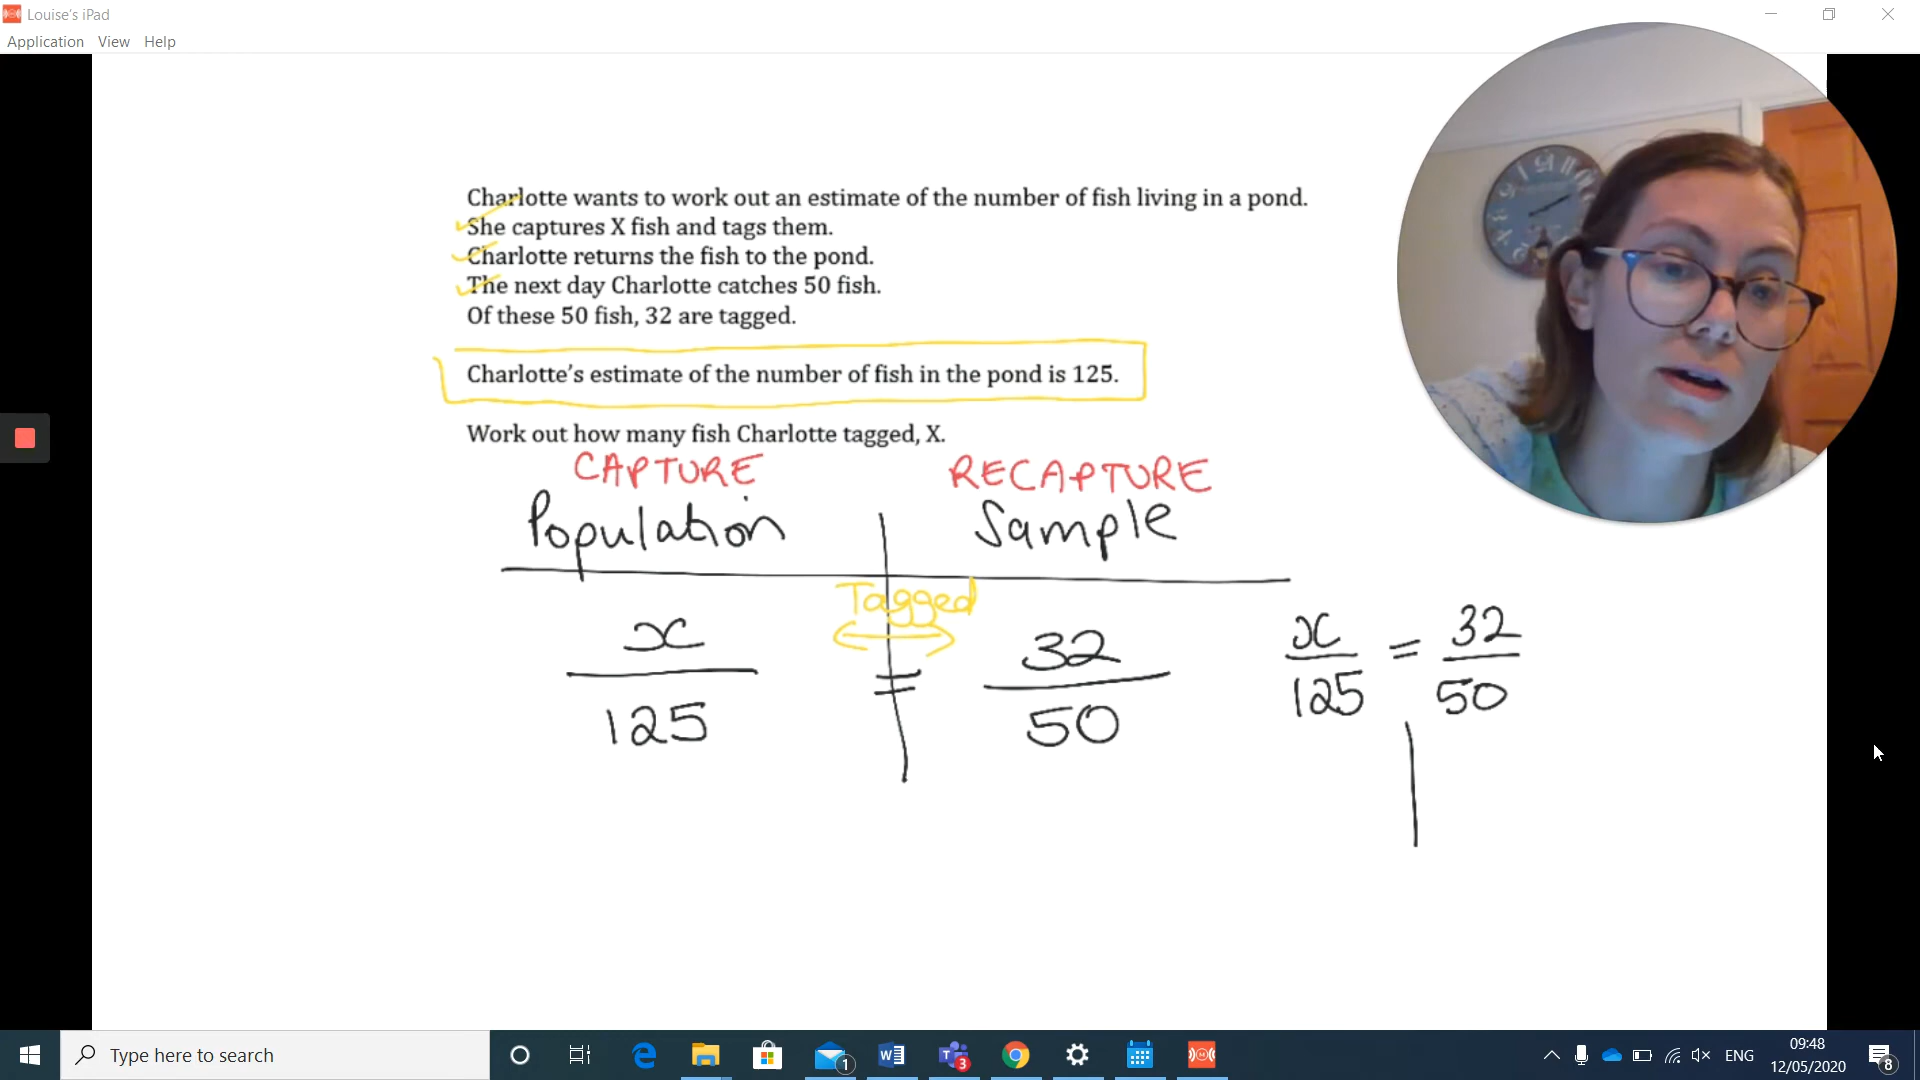 Louise's iPad
Application View Help
Charlotte wants to work out an estimate of the number of fish living in a pond.
She captures X fish and tags them.
Charlotte returns the fish to the pond.
The next day Charlotte catches 50 fish.
Of these 50 fish, 32 are tagged.
Charlotte's estimate of the number of fish in the pond is 125.
Work out how many fish Charlotte tagged, X.
CAPTURE RECAPTURE
Population Sample
Tagged
x/125 = 32/50
x/125 = 32/50
Type here to search
1
3
ENG
09:48
12/05/2020
8